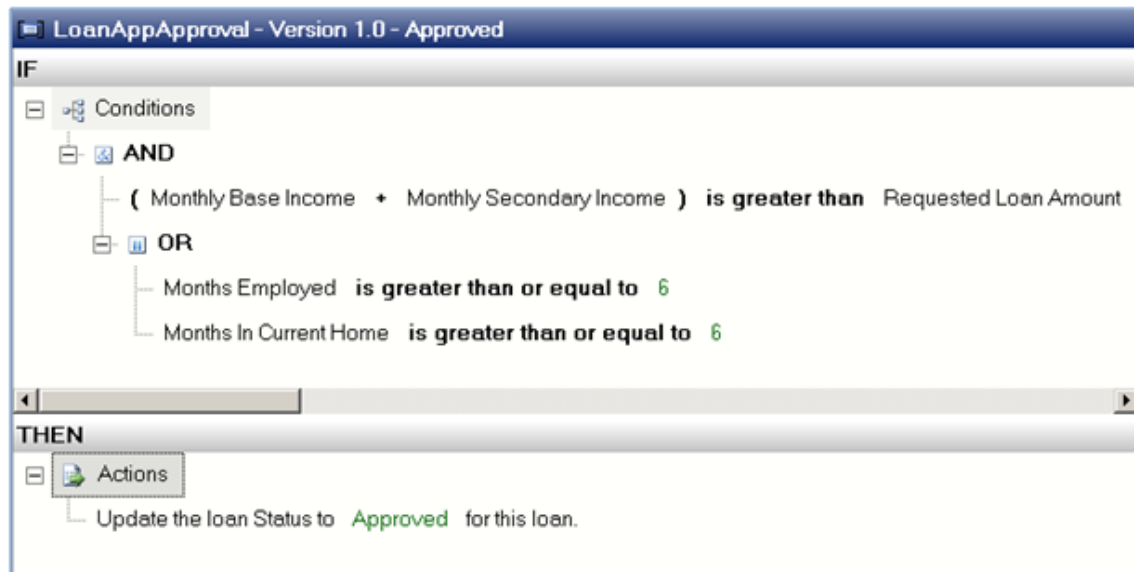 LoanAppApproval - Version 1.0 - Approved
IF
Conditions
AND
( Monthly Base Income + Monthly Secondary Income ) is greater than Requested Loan Amount
OR
Months Employed is greater than or equal to 6
Months In Current Home is greater than or equal to 6
THEN
Actions
Update the loan Status to Approved for this loan.